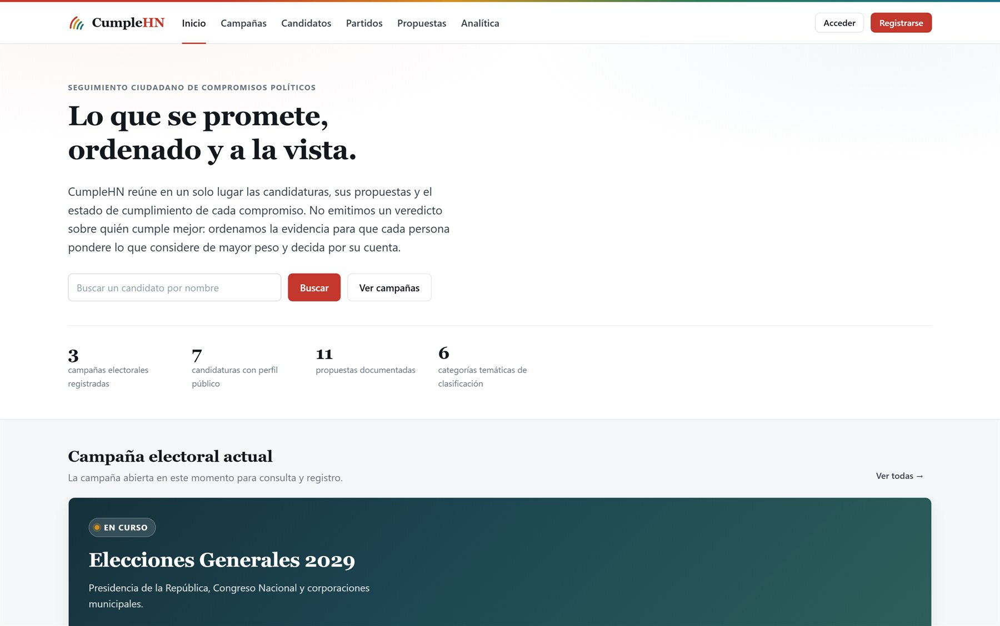 CumpleHN
Inicio
Campañas
Candidatos
Partidos
Propuestas
Analítica
Acceder
Registrarse
SEGUIMIENTO CIUDADANO DE COMPROMISOS POLÍTICOS
Lo que se promete,
ordenado y a la vista.
CumpleHN reúne en un solo lugar las candidaturas, sus propuestas y el
estado de cumplimiento de cada compromiso. No emitimos un veredicto
sobre quién cumple mejor: ordenamos la evidencia para que cada persona
pondere lo que considere de mayor peso y decida por su cuenta.
Buscar un candidato por nombre
Buscar
Ver campañas
3
campañas electorales
registradas
7
candidaturas con perfil
público
11
propuestas documentadas
6
categorías temáticas de
clasificación
Campaña electoral actual
La campaña abierta en este momento para consulta y registro.
Ver todas →
EN CURSO
Elecciones Generales 2029
Presidencia de la República, Congreso Nacional y corporaciones
municipales.